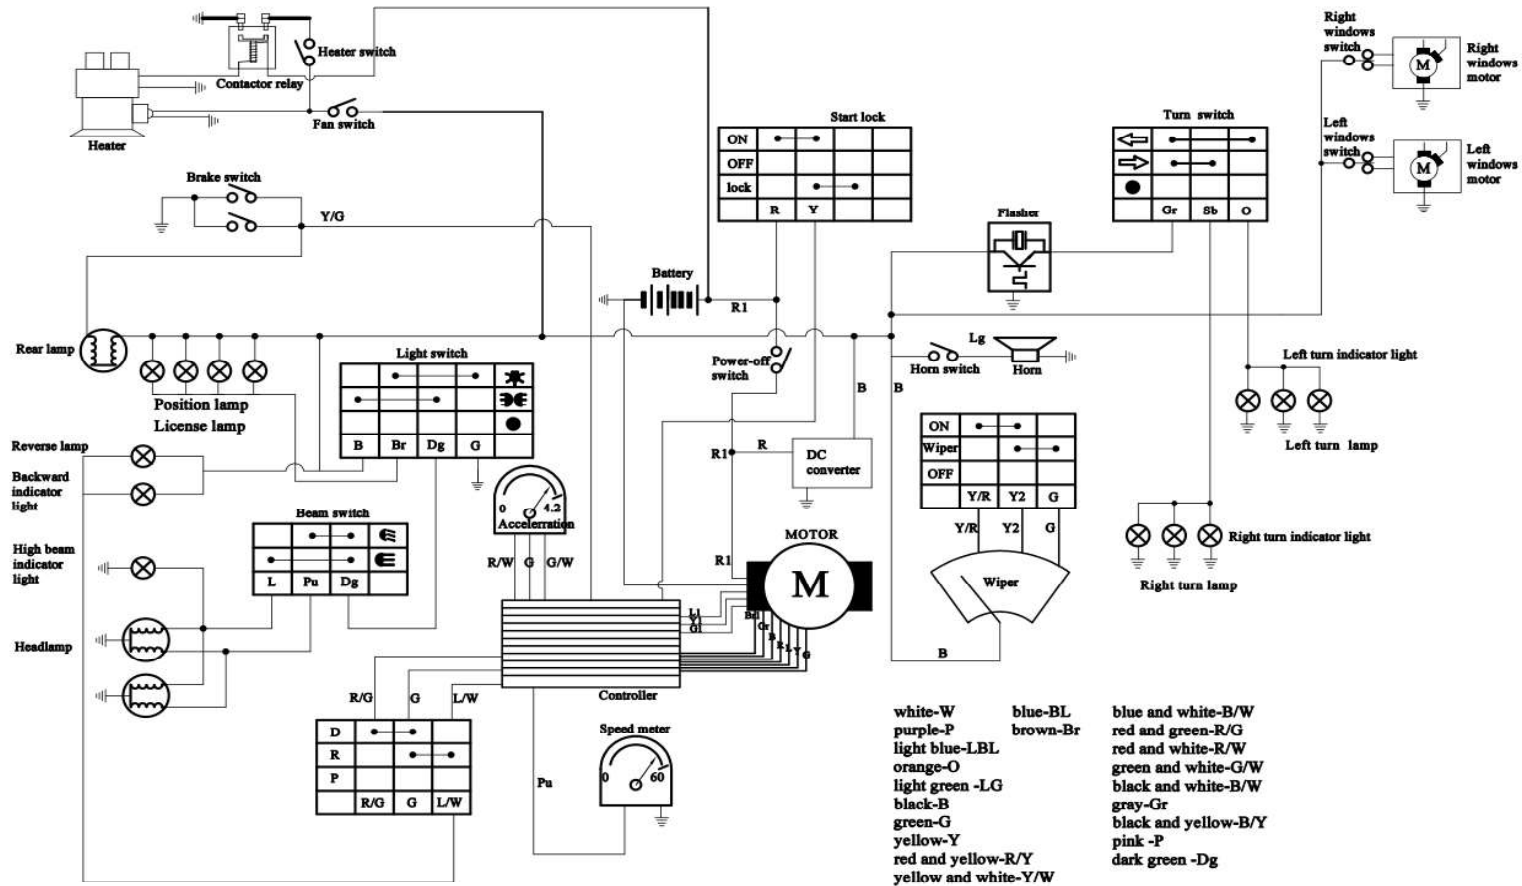 Heater switch
Contactor relay
Fan switch
Heater
Brake switch
Y/G
Start lock
ON
OFF
lock
R Y
Turn switch
Gr Sb O
Right
windows
switch
M
Right
windows
motor
Left
windows
switch
M
Left
windows
motor
Flasher
Battery
R1
Rear lamp
Position lamp
License lamp
Light switch
B Br Dg G
Power-off
switch
Lg
Horn switch
Horn
B
B
Left turn indicator light
Left turn lamp
Reverse lamp
Backward
indicator
light
R1
R
DC
converter
0 4.2
Accelerration
R/W G G/W
ON
Wiper
OFF
Y/R Y2 G
Y/R Y2 G
Wiper
B
Right turn indicator light
Right turn lamp
Beam switch
L Pu Dg
High beam
indicator
light
Headlamp
MOTOR
M
R1
L1
Y1
G1
Br1
Gr
B
R
L
Y
G
Controller
R/G G L/W
D
R
P
R/G G L/W
Pu
Speed meter
0 60
white-W
purple-P
light blue-LBL
orange-O
light green -LG
black-B
green-G
yellow-Y
red and yellow-R/Y
yellow and white-Y/W
blue-BL
brown-Br
blue and white-B/W
red and green-R/G
red and white-R/W
green and white-G/W
black and white-B/W
gray-Gr
black and yellow-B/Y
pink -P
dark green -Dg